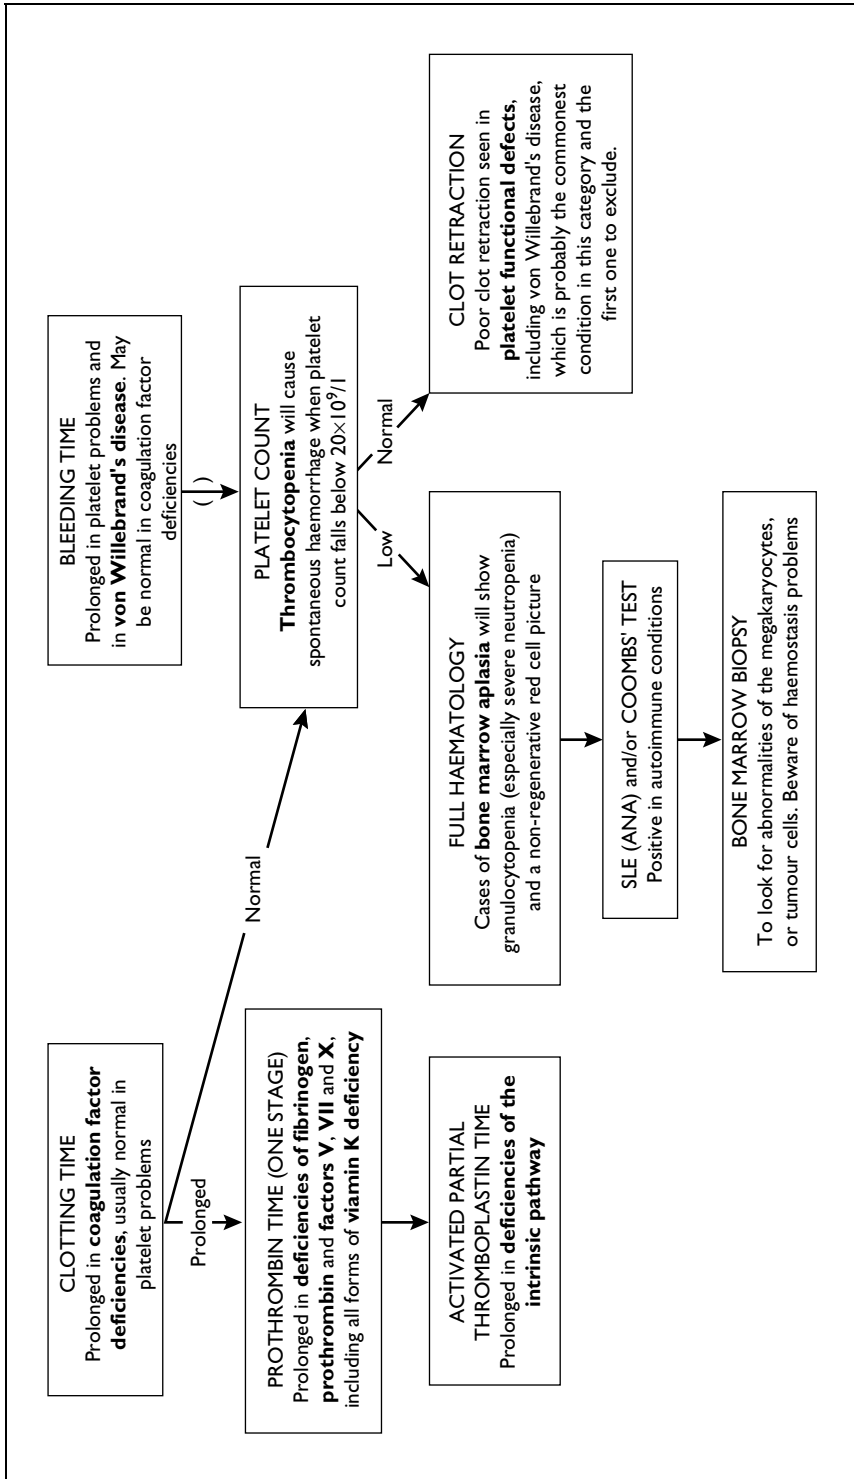 CLOTTING TIME
Prolonged in coagulation factor
deficiencies, usually normal in
platelet problems
BLEEDING TIME
Prolonged in platelet problems and
in von Willebrand's disease. May
be normal in coagulation factor
deficiencies
Prolonged
Normal
( )
PROTHROMBIN TIME (ONE STAGE)
Prolonged in deficiencies of fibrinogen,
prothrombin and factors V, VII and X,
including all forms of viamin K deficiency
PLATELET COUNT
Thrombocytopenia will cause
spontaneous haemorrhage when platelet
count falls below 20×10⁹/1
Low
Normal
ACTIVATED PARTIAL
THROMBOPLASTIN TIME
Prolonged in deficiencies of the
intrinsic pathway
FULL HAEMATOLOGY
Cases of bone marrow aplasia will show
granulocytopenia (especially severe neutropenia)
and a non-regenerative red cell picture
CLOT RETRACTION
Poor clot retraction seen in
platelet functional defects,
including von Willebrand's disease,
which is probably the commonest
condition in this category and the
first one to exclude.
SLE (ANA) and/or COOMBS' TEST
Positive in autoimmune conditions
BONE MARROW BIOPSY
To look for abnormalities of the megakaryocytes,
or tumour cells. Beware of haemostasis problems